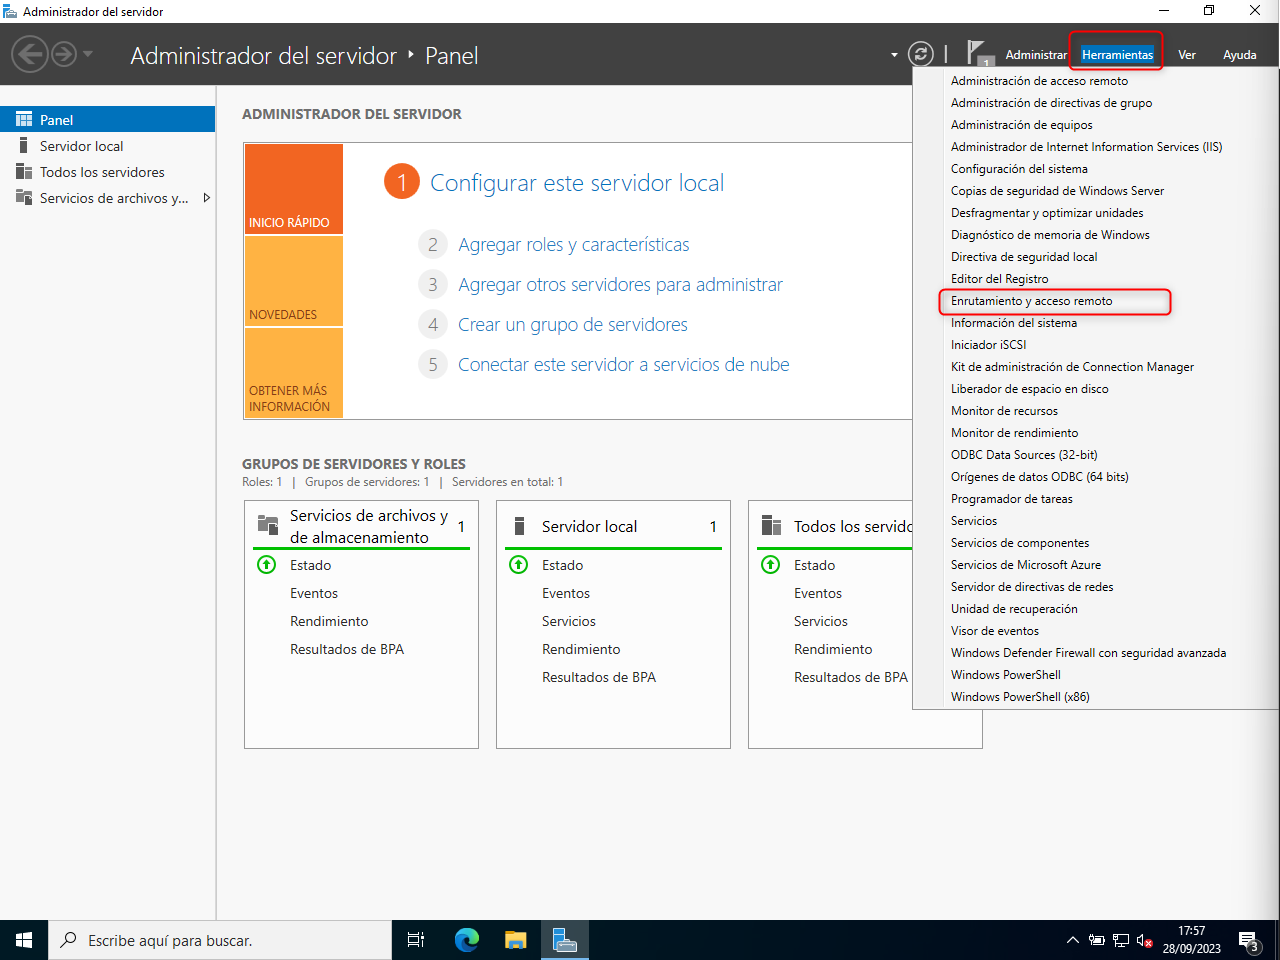 Administrador del servidor
Administrador del servidor ‣ Panel
1
Administrar
Herramientas
Ver
Ayuda
Panel
Servidor local
Todos los servidores
Servicios de archivos y...
ADMINISTRADOR DEL SERVIDOR
INICIO RÁPIDO
NOVEDADES
OBTENER MÁS
INFORMACIÓN
1 Configurar este servidor local
2 Agregar roles y características
3 Agregar otros servidores para administrar
4 Crear un grupo de servidores
5 Conectar este servidor a servicios de nube
GRUPOS DE SERVIDORES Y ROLES
Roles: 1 | Grupos de servidores: 1 | Servidores en total: 1
Servicios de archivos y
de almacenamiento
1
Estado
Eventos
Rendimiento
Resultados de BPA
Servidor local 1
Estado
Eventos
Servicios
Rendimiento
Resultados de BPA
Todos los servido
Estado
Eventos
Servicios
Rendimiento
Resultados de BPA
Administración de acceso remoto
Administración de directivas de grupo
Administración de equipos
Administrador de Internet Information Services (IIS)
Configuración del sistema
Copias de seguridad de Windows Server
Desfragmentar y optimizar unidades
Diagnóstico de memoria de Windows
Directiva de seguridad local
Editor del Registro
Enrutamiento y acceso remoto
Información del sistema
Iniciador iSCSI
Kit de administración de Connection Manager
Liberador de espacio en disco
Monitor de recursos
Monitor de rendimiento
ODBC Data Sources (32-bit)
Orígenes de datos ODBC (64 bits)
Programador de tareas
Servicios
Servicios de componentes
Servicios de Microsoft Azure
Servidor de directivas de redes
Unidad de recuperación
Visor de eventos
Windows Defender Firewall con seguridad avanzada
Windows PowerShell
Windows PowerShell (x86)
Escribe aquí para buscar.
17:57
28/09/2023
3